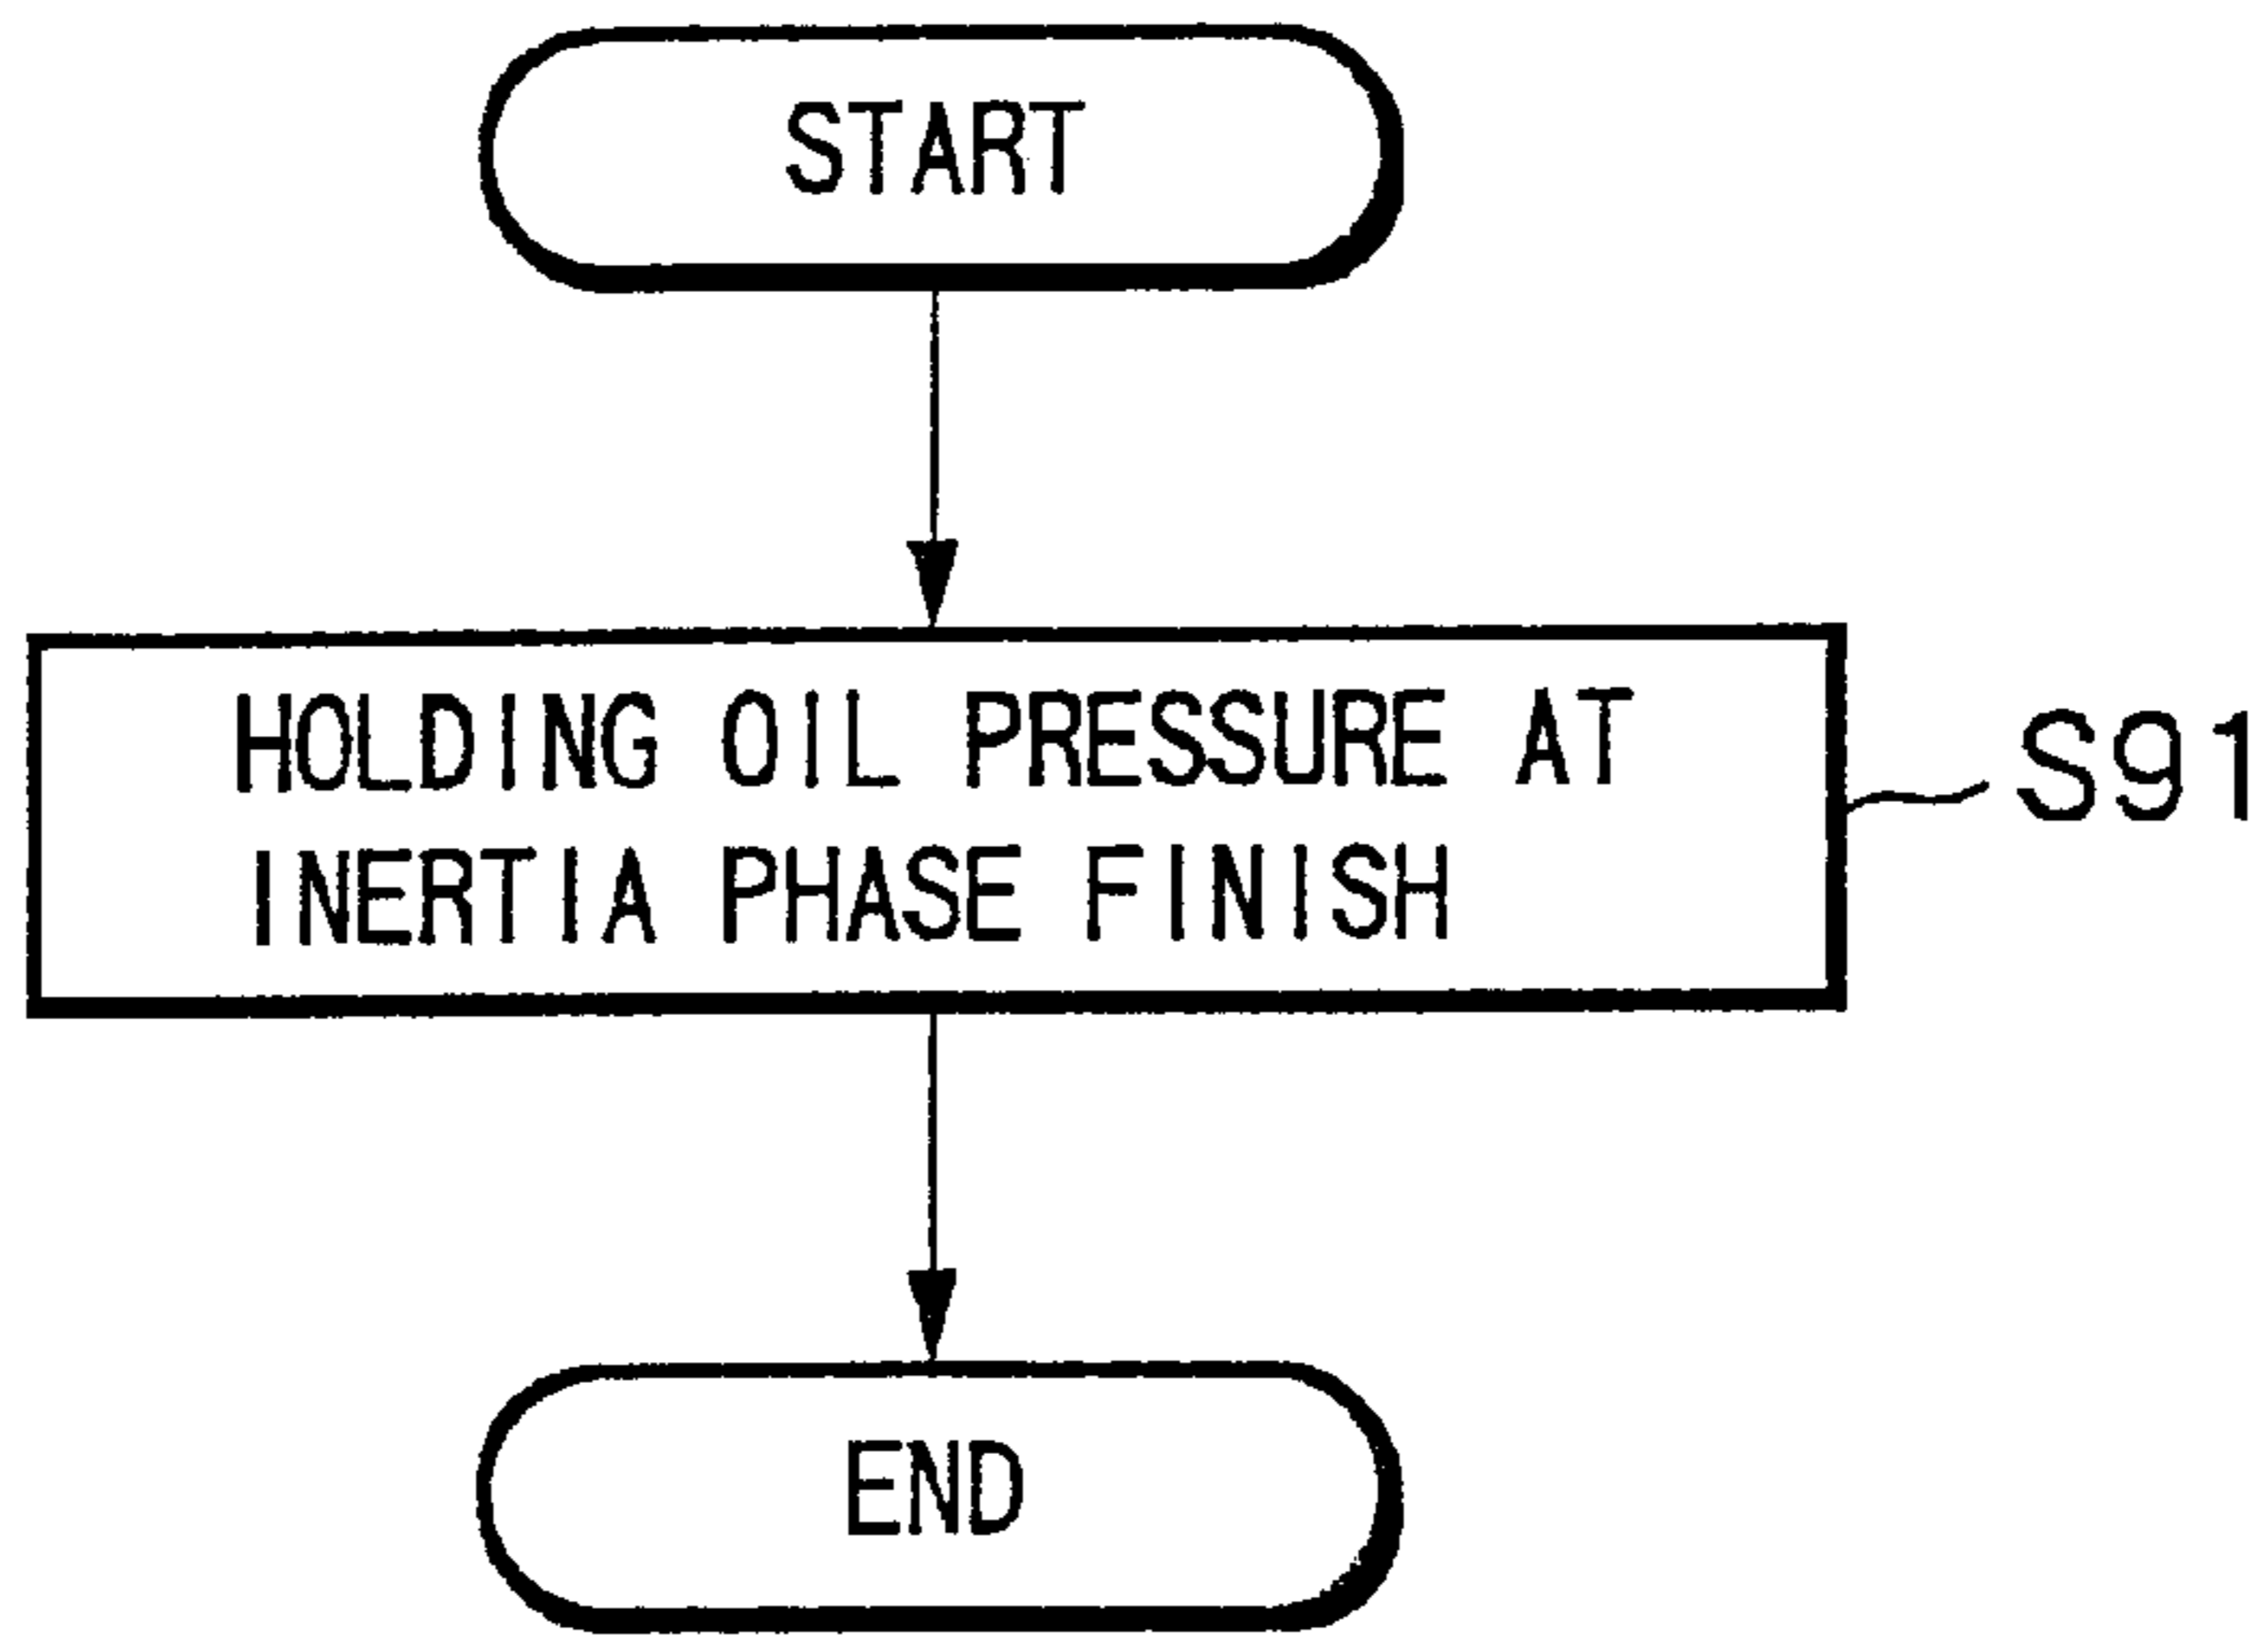 START
HOLDING OIL PRESSURE AT
INERTIA PHASE FINISH
S91
END